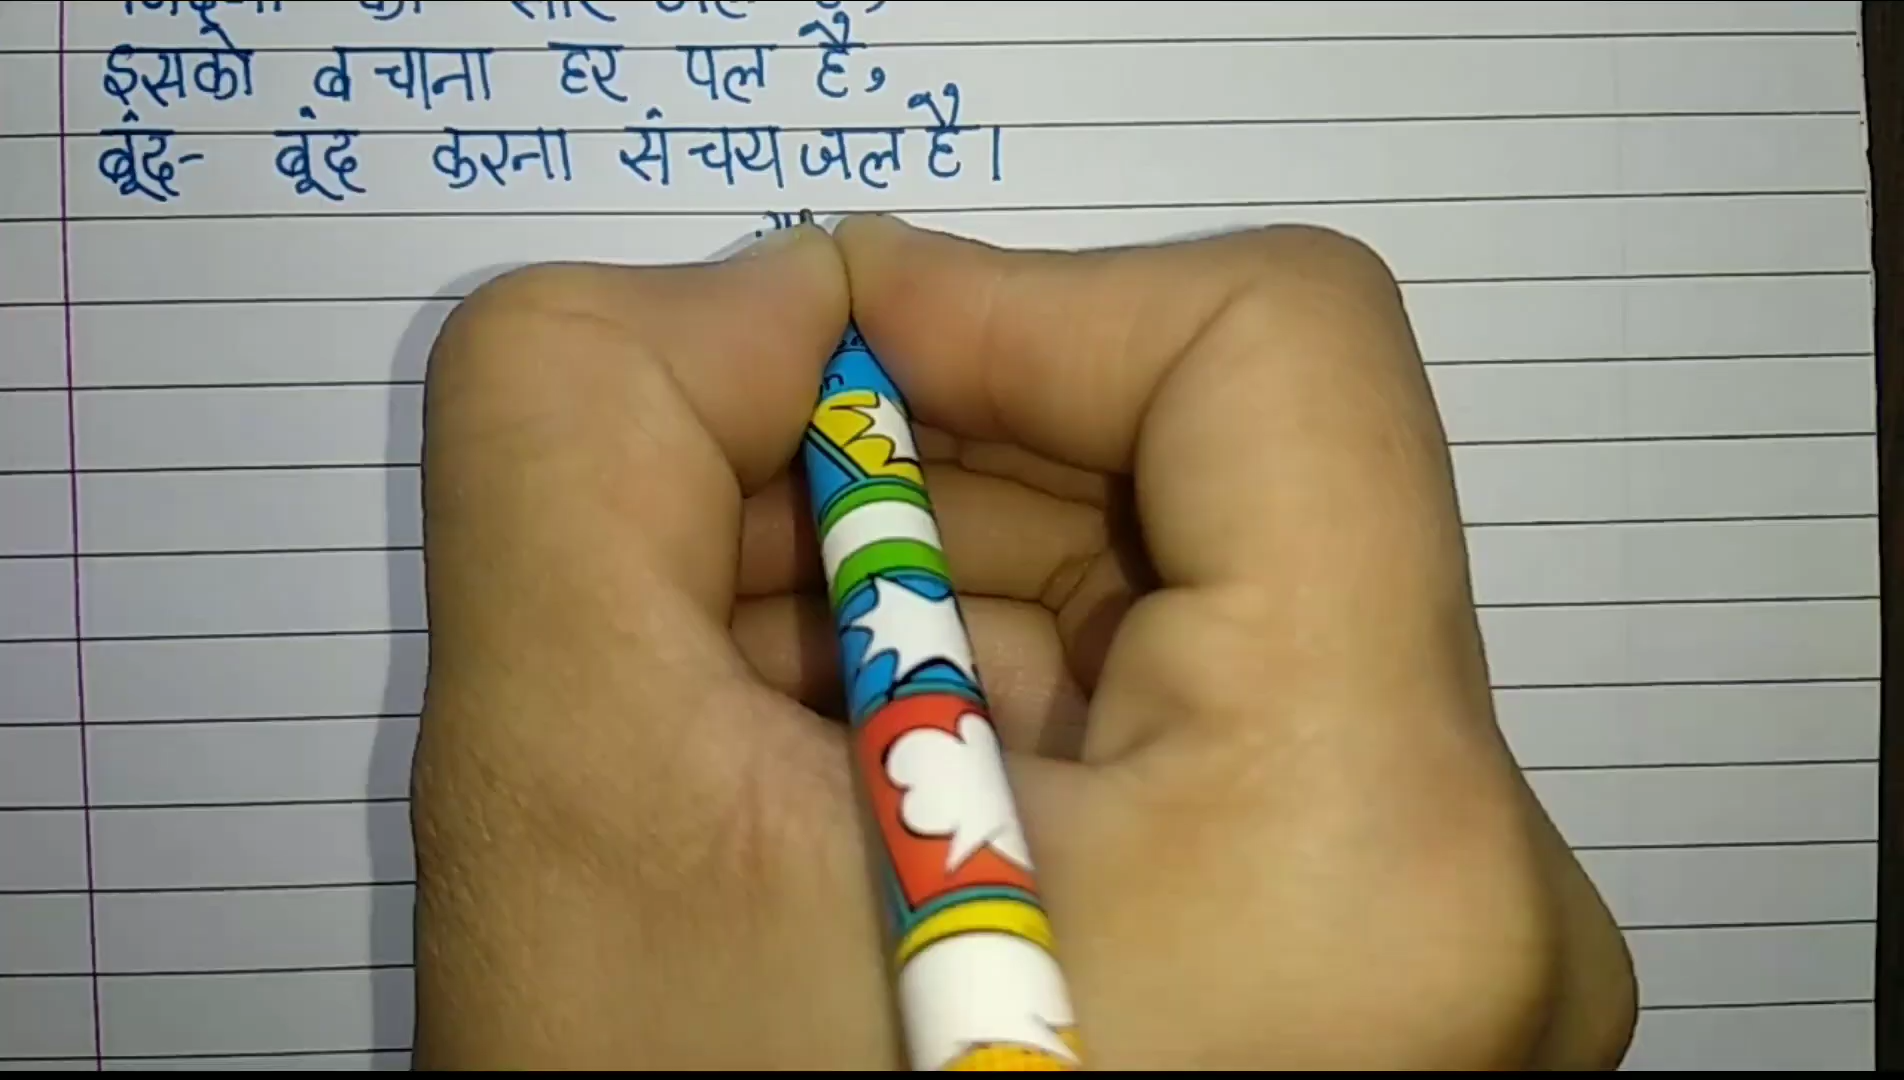 इसको बचाना हर पल है,
बूंद- बूंद करना संचय जल है।